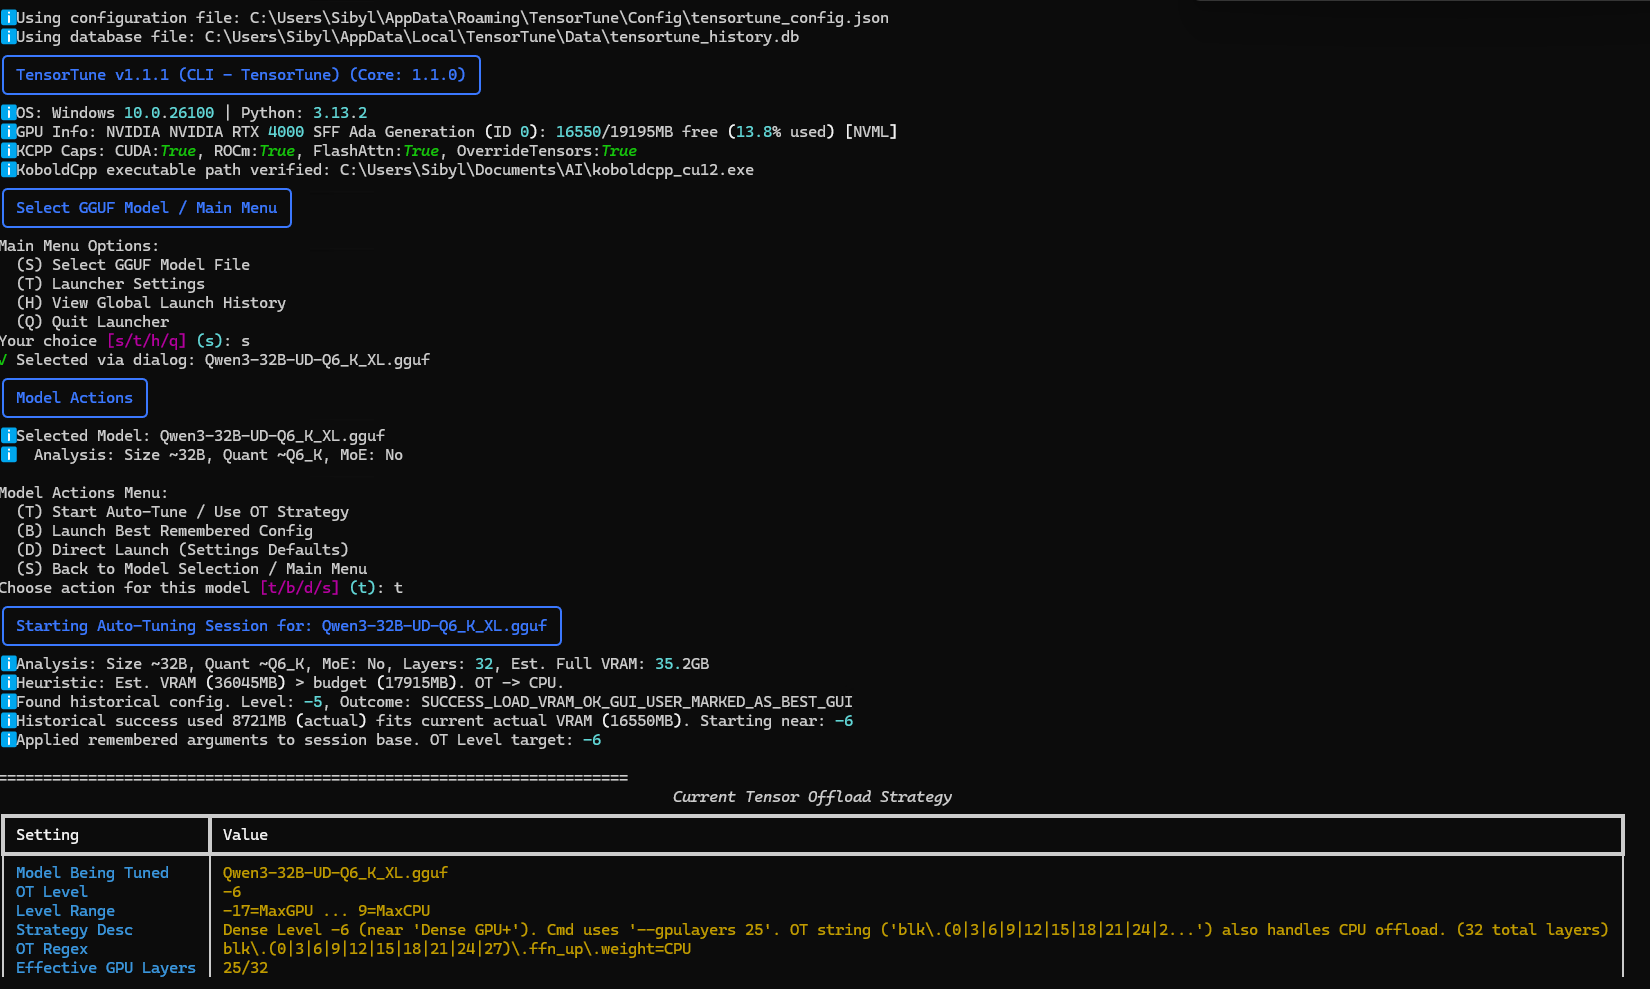 ℹUsing configuration file: C:\Users\Sibyl\AppData\Roaming\TensorTune\Config\tensortune_config.json
ℹUsing database file: C:\Users\Sibyl\AppData\Local\TensorTune\Data\tensortune_history.db
TensorTune v1.1.1 (CLI – TensorTune) (Core: 1.1.0)
ℹOS: Windows 10.0.26100 | Python: 3.13.2
ℹGPU Info: NVIDIA NVIDIA RTX 4000 SFF Ada Generation (ID 0): 16550/19195MB free (13.8% used) [NVML]
ℹKCPP Caps: CUDA:True, ROCm:True, FlashAttn:True, OverrideTensors:True
ℹKoboldCpp executable path verified: C:\Users\Sibyl\Documents\AI\koboldcpp_cu12.exe
Select GGUF Model / Main Menu
Main Menu Options:
(S) Select GGUF Model File
(T) Launcher Settings
(H) View Global Launch History
(Q) Quit Launcher
Your choice [s/t/h/q] (s): s
√ Selected via dialog: Qwen3-32B-UD-Q6_K_XL.gguf
Model Actions
ℹSelected Model: Qwen3-32B-UD-Q6_K_XL.gguf
ℹ Analysis: Size ~32B, Quant ~Q6_K, MoE: No
Model Actions Menu:
(T) Start Auto-Tune / Use OT Strategy
(B) Launch Best Remembered Config
(D) Direct Launch (Settings Defaults)
(S) Back to Model Selection / Main Menu
Choose action for this model [t/b/d/s] (t): t
Starting Auto-Tuning Session for: Qwen3-32B-UD-Q6_K_XL.gguf
ℹAnalysis: Size ~32B, Quant ~Q6_K, MoE: No, Layers: 32, Est. Full VRAM: 35.2GB
ℹHeuristic: Est. VRAM (36045MB) > budget (17915MB). OT -> CPU.
ℹFound historical config. Level: -5, Outcome: SUCCESS_LOAD_VRAM_OK_GUI_USER_MARKED_AS_BEST_GUI
ℹHistorical success used 8721MB (actual) fits current actual VRAM (16550MB). Starting near: -6
ℹApplied remembered arguments to session base. OT Level target: -6
======================================================================
Current Tensor Offload Strategy
Setting Value
Model Being Tuned Qwen3-32B-UD-Q6_K_XL.gguf
OT Level -6
Level Range -17=MaxGPU ... 9=MaxCPU
Strategy Desc Dense Level -6 (near 'Dense GPU+'). Cmd uses '--gpulayers 25'. OT string ('blk\.(0|3|6|9|12|15|18|21|24|2...') also handles CPU offload. (32 total layers)
OT Regex blk\.(0|3|6|9|12|15|18|21|24|27)\.ffn_up\.weight=CPU
Effective GPU Layers 25/32